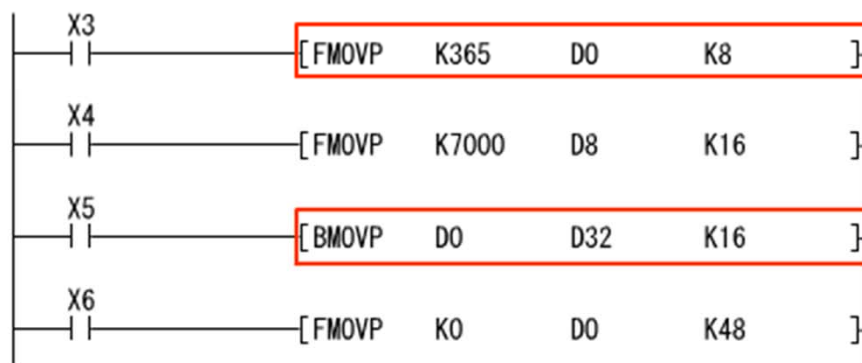 X3
[FMOVP K365 D0 K8 ]
X4
[FMOVP K7000 D8 K16 ]
X5
[BMOVP D0 D32 K16 ]
X6
[FMOVP K0 D0 K48 ]